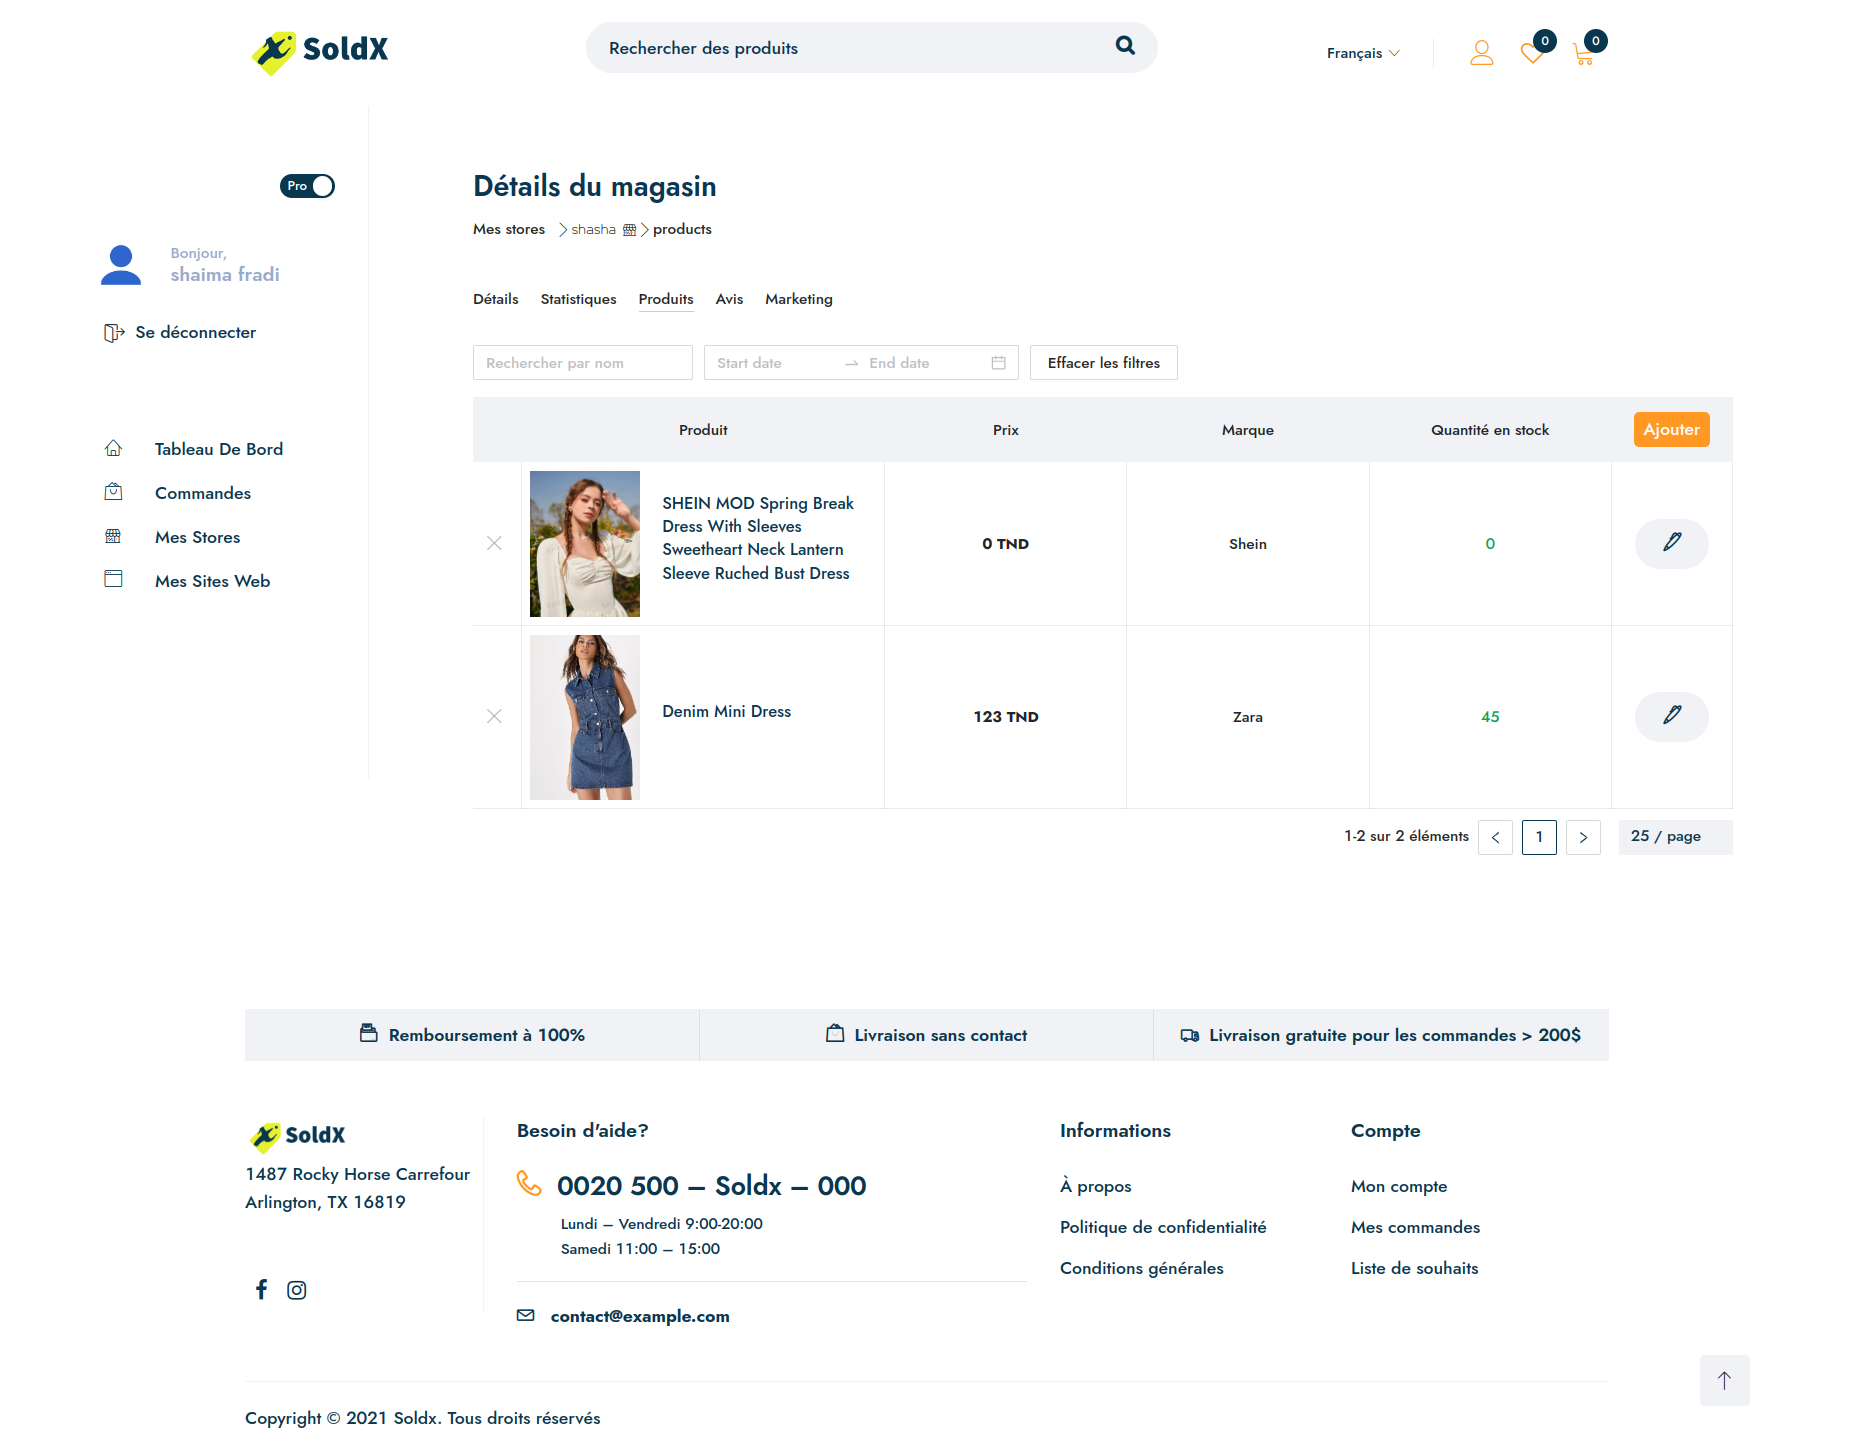 SoldX
Rechercher des produits
Français
0
0
Pro
Bonjour,
shaima fradi
Se déconnecter
Tableau De Bord
Commandes
Mes Stores
Mes Sites Web
Détails du magasin
Mes stores shasha products
Détails Statistiques Produits Avis Marketing
Rechercher par nom Start date End date Effacer les filtres
Produit Prix Marque Quantité en stock Ajouter
SHEIN MOD Spring Break
Dress With Sleeves
Sweetheart Neck Lantern
Sleeve Ruched Bust Dress
0 TND Shein 0
Denim Mini Dress 123 TND Zara 45
1-2 sur 2 éléments < 1 > 25 / page
Remboursement à 100% Livraison sans contact Livraison gratuite pour les commandes > 200$
SoldX
1487 Rocky Horse Carrefour
Arlington, TX 16819
Besoin d'aide?
0020 500 – Soldx – 000
Lundi – Vendredi 9:00-20:00
Samedi 11:00 – 15:00
contact@example.com
Informations
À propos
Politique de confidentialité
Conditions générales
Compte
Mon compte
Mes commandes
Liste de souhaits
Copyright © 2021 Soldx. Tous droits réservés